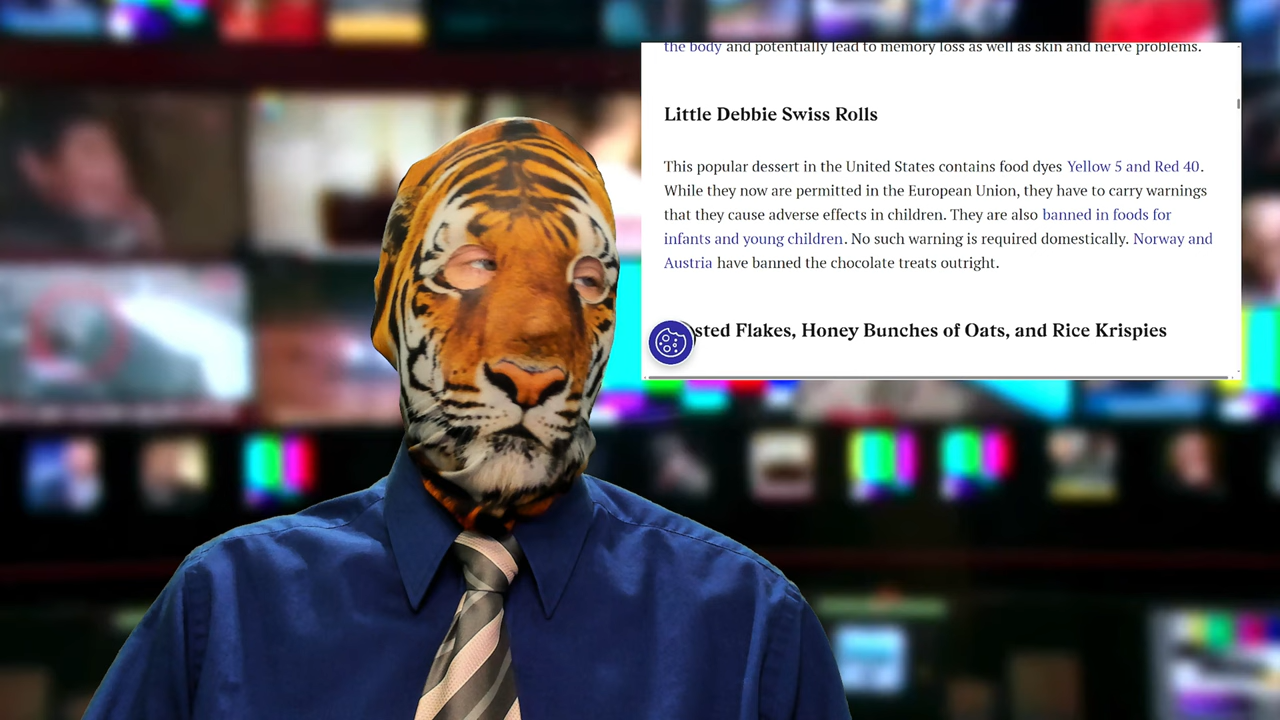 the body and potentially lead to memory loss as well as skin and nerve problems.
Little Debbie Swiss Rolls
This popular dessert in the United States contains food dyes Yellow 5 and Red 40.
While they now are permitted in the European Union, they have to carry warnings
that they cause adverse effects in children. They are also banned in foods for
infants and young children. No such warning is required domestically. Norway and
Austria have banned the chocolate treats outright.
sted Flakes, Honey Bunches of Oats, and Rice Krispies